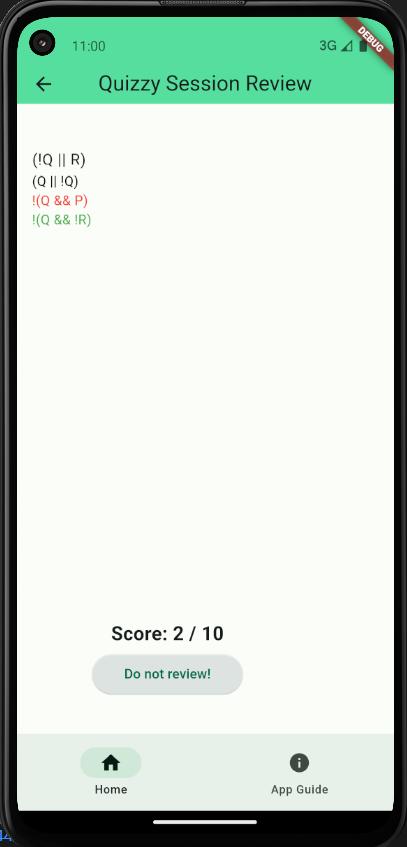 11:00
3G
DEBUG
Quizzy Session Review
(!Q || R)
(Q || !Q)
!(Q && P)
!(Q && !R)
Score: 2 / 10
Do not review!
Home
App Guide